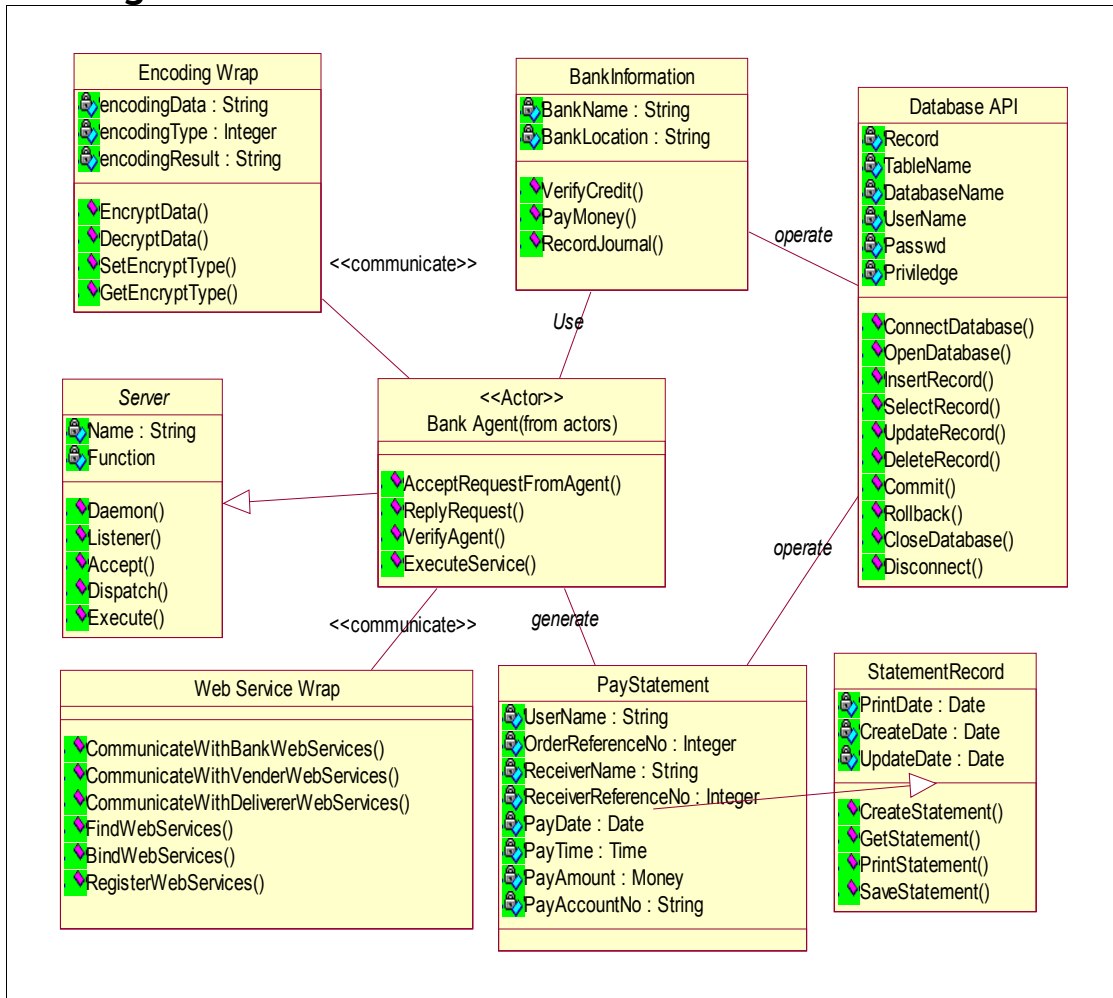 Encoding Wrap
encodingData : String
encodingType : Integer
encodingResult : String
EncryptData()
DecryptData()
SetEncryptType()
GetEncryptType()
BankInformation
BankName : String
BankLocation : String
VerifyCredit()
PayMoney()
RecordJournal()
Database API
Record
TableName
DatabaseName
UserName
Passwd
Priviledge
ConnectDatabase()
OpenDatabase()
InsertRecord()
SelectRecord()
UpdateRecord()
DeleteRecord()
Commit()
Rollback()
CloseDatabase()
Disconnect()
operate
<<communicate>>
Use
Server
Name : String
Function
Daemon()
Listener()
Accept()
Dispatch()
Execute()
<<Actor>>
Bank Agent(from actors)
AcceptRequestFromAgent()
ReplyRequest()
VerifyAgent()
ExecuteService()
operate
<<communicate>>
generate
Web Service Wrap
CommunicateWithBankWebServices()
CommunicateWithVenderWebServices()
CommunicateWithDelivererWebServices()
FindWebServices()
BindWebServices()
RegisterWebServices()
PayStatement
UserName : String
OrderReferenceNo : Integer
ReceiverName : String
ReceiverReferenceNo : Integer
PayDate : Date
PayTime : Time
PayAmount : Money
PayAccountNo : String
StatementRecord
PrintDate : Date
CreateDate : Date
UpdateDate : Date
CreateStatement()
GetStatement()
PrintStatement()
SaveStatement()